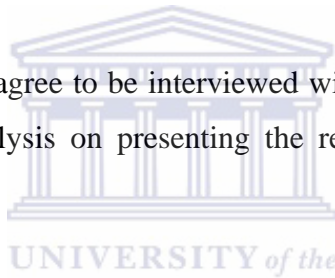 agree to be interviewed wi
lysis on presenting the re
UNIVERSITY of the